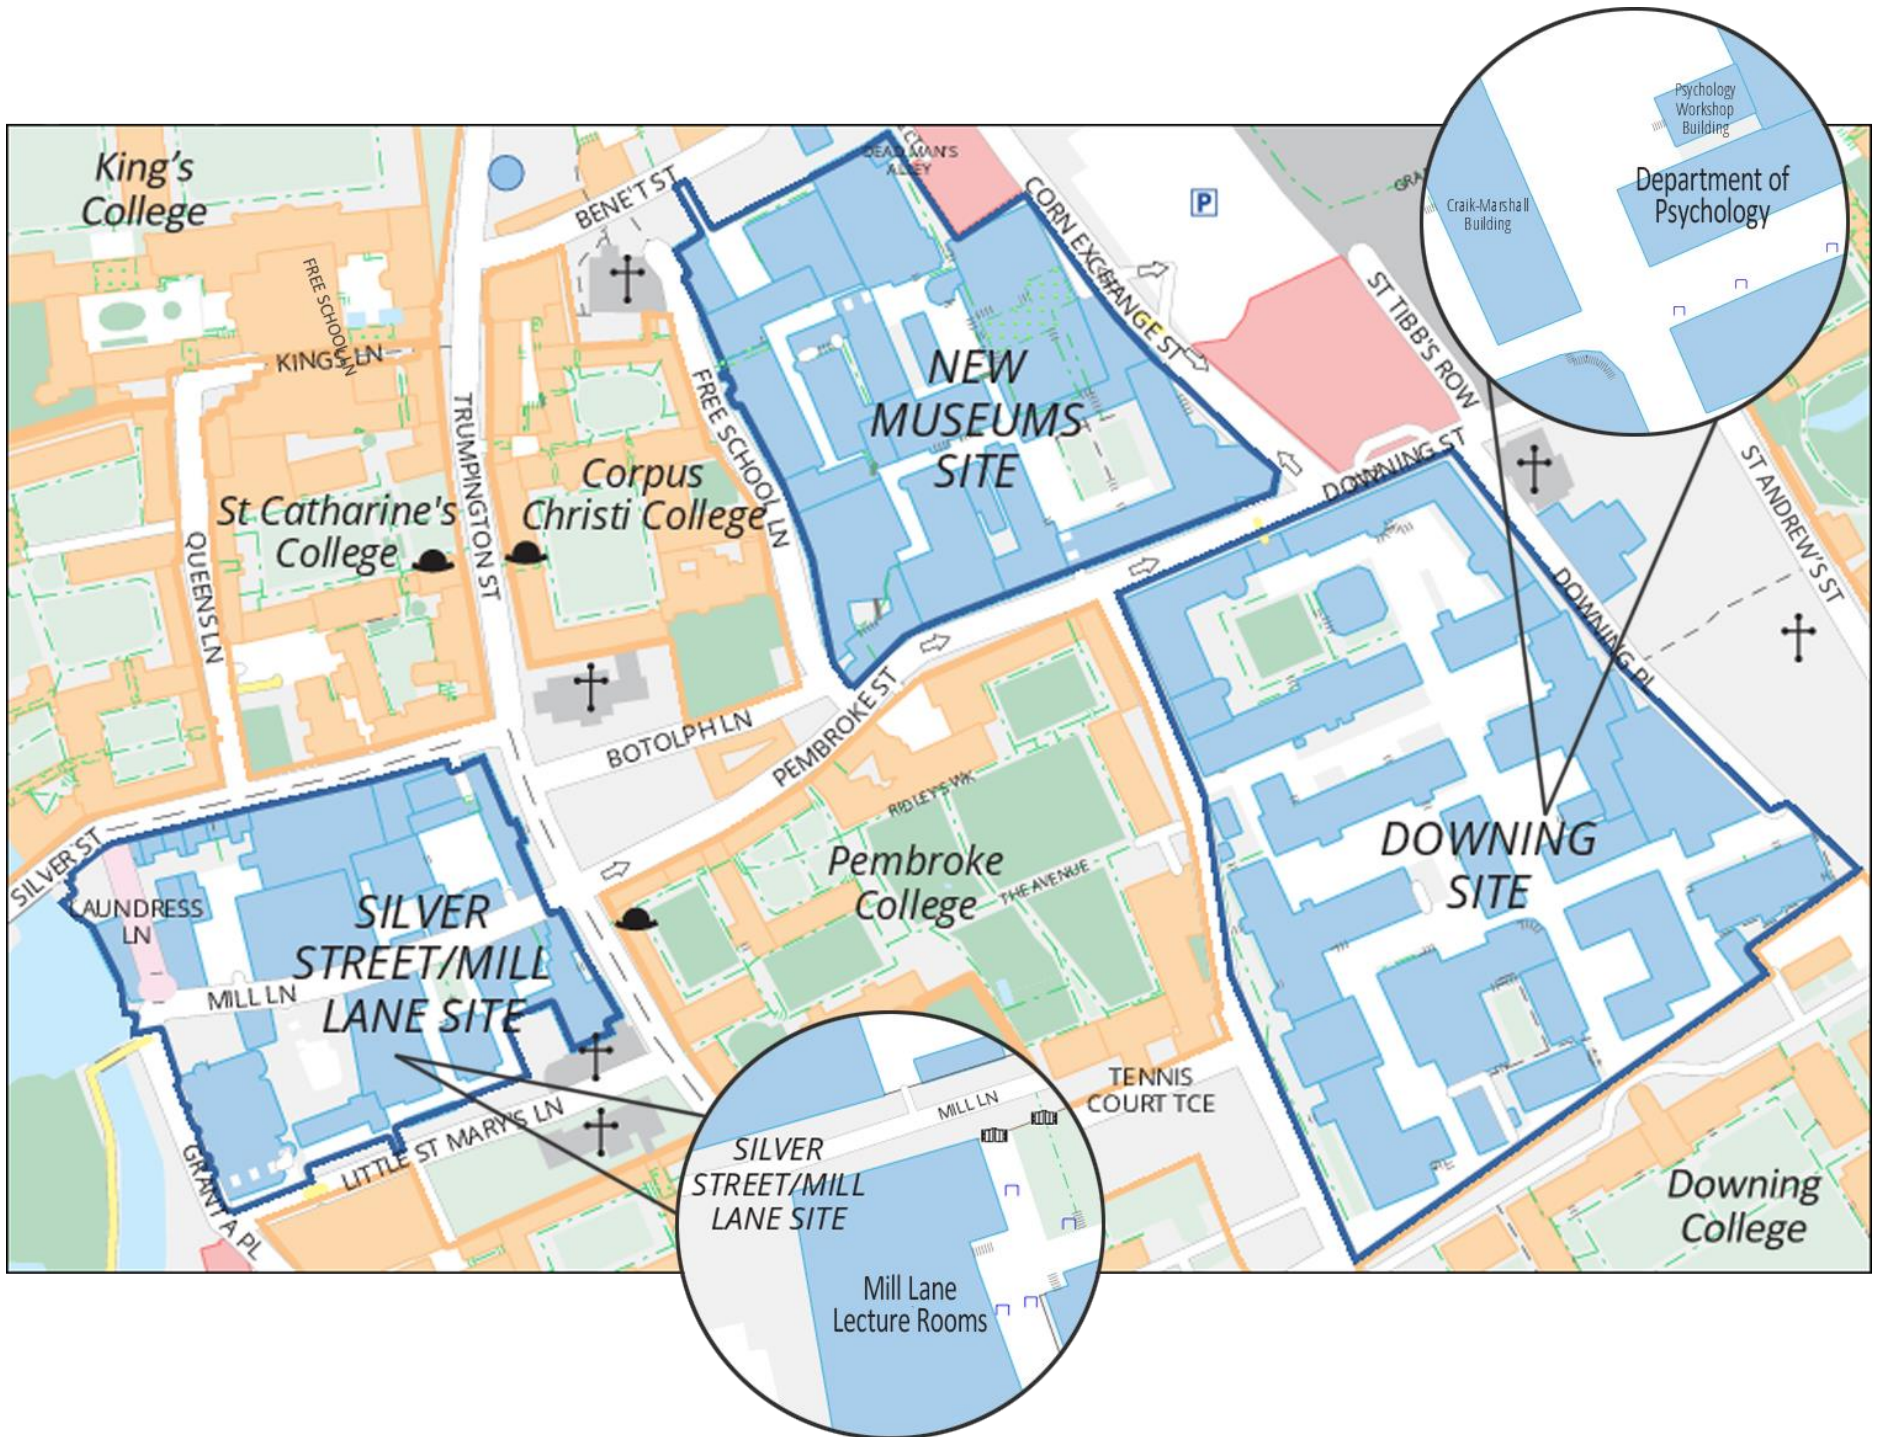 Psychology
Workshop
Building
Department of
Psychology
Craik-Marshall
Building
King's
College
BENE'T ST
DEAD MAN'S
ALLEY
CORN EXCHANGE ST
P
GRA
ST TIBB'S ROW
FREE SCHOOL LN
KING'S LN
TRUMPINGTON ST
FREE SCHOOL LN
NEW
MUSEUMS
SITE
DOWNING ST
Corpus
Christi College
St Catharine's
College
QUEENS LN
ST ANDREW'S ST
DOWNING PL
BOTOLPH LN
PEMBROKE ST
RIDLEY'S WK
SILVER ST
Pembroke
College
THE AVENUE
DOWNING
SITE
LAUNDRESS
LN
SILVER
STREET/MILL
LANE SITE
MILL LN
TENNIS
COURT TCE
LITTLE ST MARY'S LN
GRANTA PL
MILL LN
SILVER
STREET/MILL
LANE SITE
Mill Lane
Lecture Rooms
Downing
College